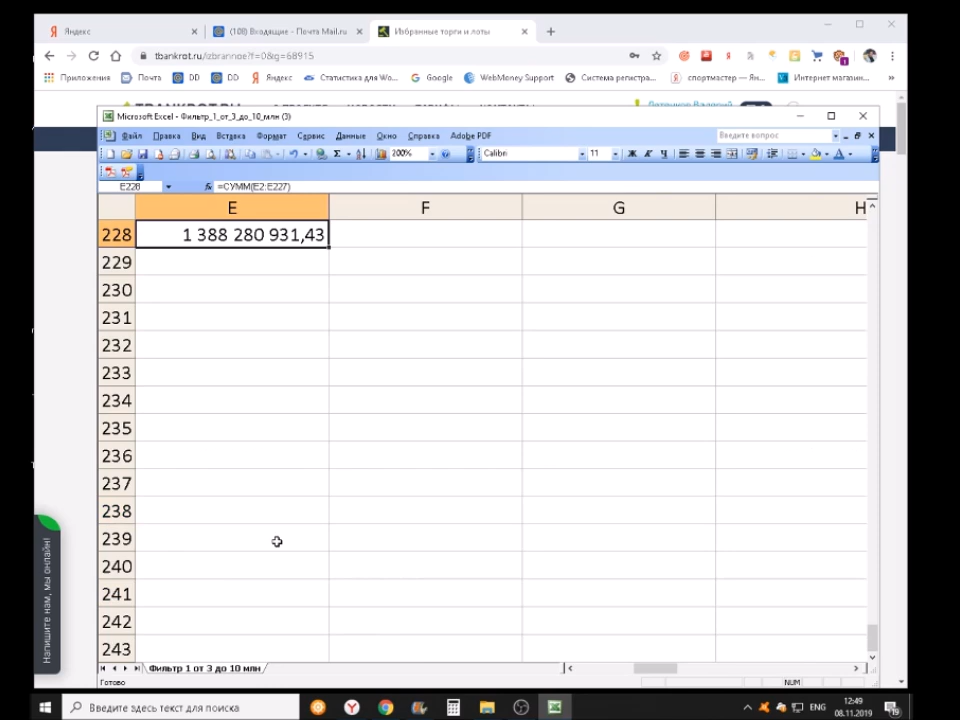 Яндекс
(100) Входящие - Почта Mail.ru
Избранные торги и лоты
tbankrot.ru/izbrannoe?f=0&g=68915
Приложения Почта DD DD Яндекс Статистика для Wo... Google WebMoney Support Система регистра... спортмастер — Ян... Интернет магазин...
Microsoft Excel - Фильтр_1_от_3_до_10_млн (3)
Файл Правка Вид Вставка Формат Сервис Данные Окно Справка Adobe PDF
Введите вопрос
200% Calibri 11 Ж К Ч
E228 fx =СУММ(E2:E227)
E F G H
228 1 388 280 931,43
229
230
231
232
233
234
235
236
237
238
239
240
241
242
243
Напишите нам, мы онлайн!
Фильтр 1 от 3 до 10 млн
Готово NUM
Введите здесь текст для поиска
ENG
12:49
08.11.2019
19